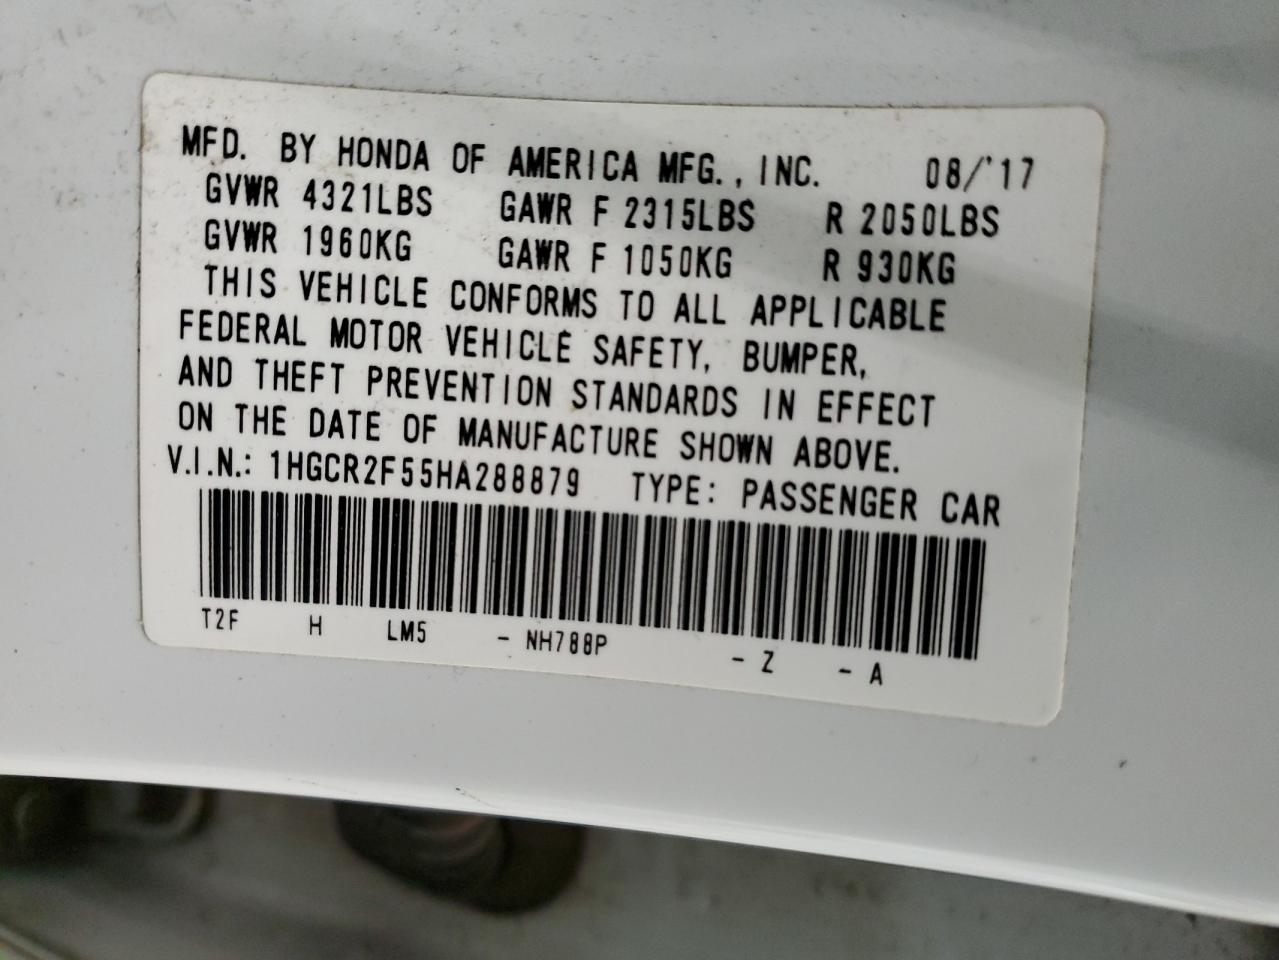 MFD. BY HONDA OF AMERICA MFG., INC. 08/'17
GVWR 4321LBS GAWR F 2315LBS R 2050LBS
GVWR 1960KG GAWR F 1050KG R 930KG
THIS VEHICLE CONFORMS TO ALL APPLICABLE
FEDERAL MOTOR VEHICLE SAFETY, BUMPER,
AND THEFT PREVENTION STANDARDS IN EFFECT
ON THE DATE OF MANUFACTURE SHOWN ABOVE.
V.I.N.: 1HGCR2F55HA288879 TYPE: PASSENGER CAR
T2F H LM5 - NH788P - Z - A